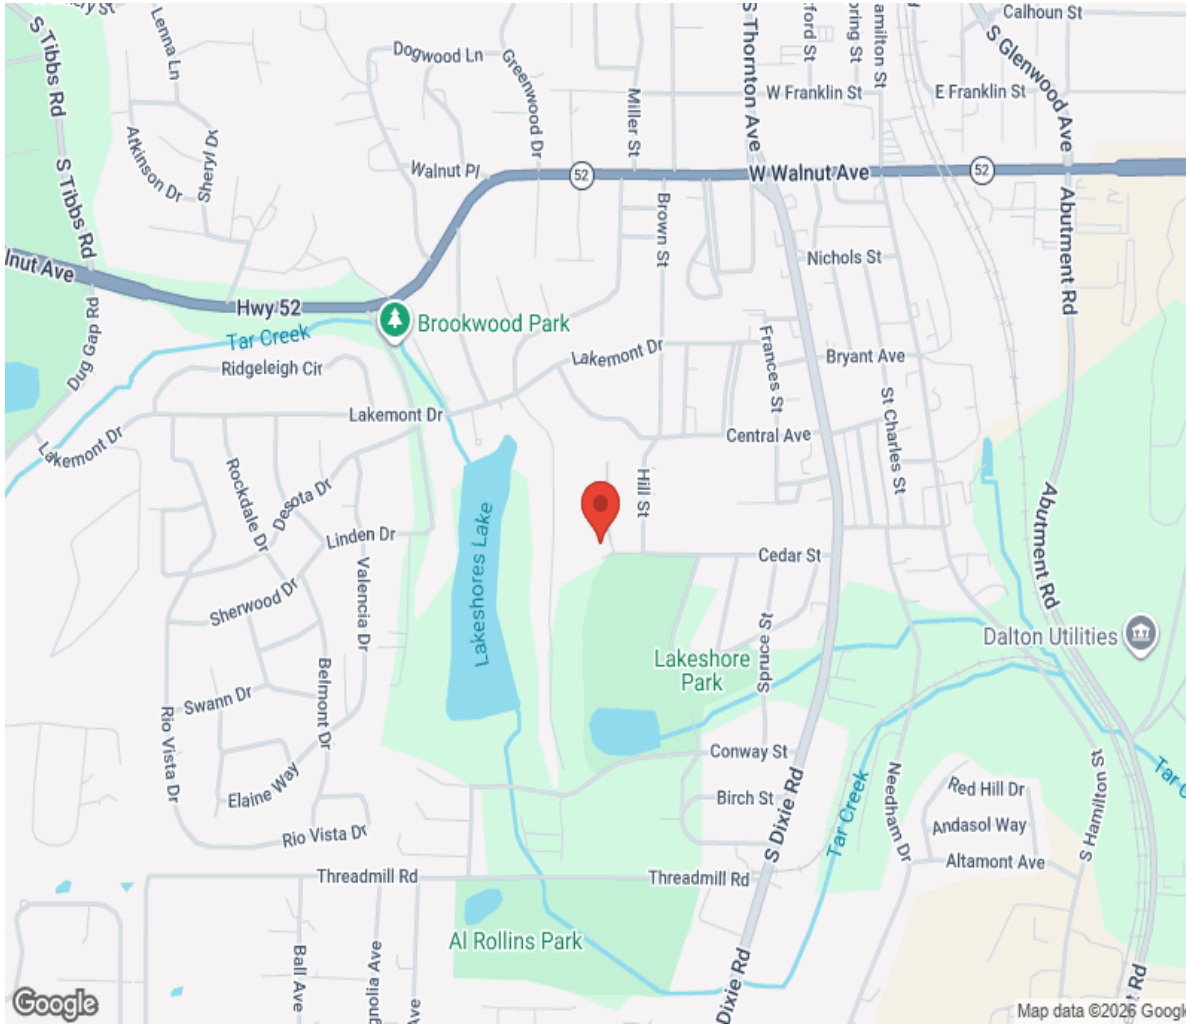 Lenna Ln
S Tibbs Rd
Calhoun St
S Glenwood Ave
S Thornton Ave
Dogwood Ln
Greenwood Dr
Miller St
W Franklin St
E Franklin St
Atkinson Dr
Sheryl Dr
S Tibbs Rd
Walnut Pl
52
W Walnut Ave
52
Brown St
Abutment Rd
Nichols St
Hwy 52
Tar Creek
Brookwood Park
Dug Gap Rd
Ridgeleigh Cir
Lakemont Dr
Frances St
Bryant Ave
St Charles St
Lakemont Dr
Lakemont Dr
Central Ave
Rockdale Dr
Desota Dr
Hill St
Linden Dr
Lakeshores Lake
Cedar St
Abutment Rd
Valencia Dr
Sherwood Dr
Spruce St
Dalton Utilities
Lakeshore
Park
Belmont Dr
Swann Dr
Rio Vista Dr
Conway St
Elaine Way
Birch St
S Dixie Rd
Tar Creek
Needham Dr
Red Hill Dr
S Hamilton St
Andasol Way
Rio Vista Dr
Altamont Ave
Threadmill Rd
Threadmill Rd
Al Rollins Park
Ball Ave
Dixie Rd
Google
Map data ©2026 Google